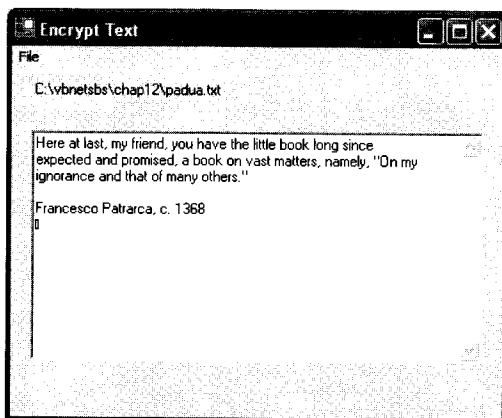 Encrypt Text
File
C:\vbnetsbs\chap12\padua.txt
Here at last, my friend, you have the little book long since
expected and promised, a book on vast matters, namely, "On my
ignorance and that of many others."
Francesco Patrarca, c. 1368